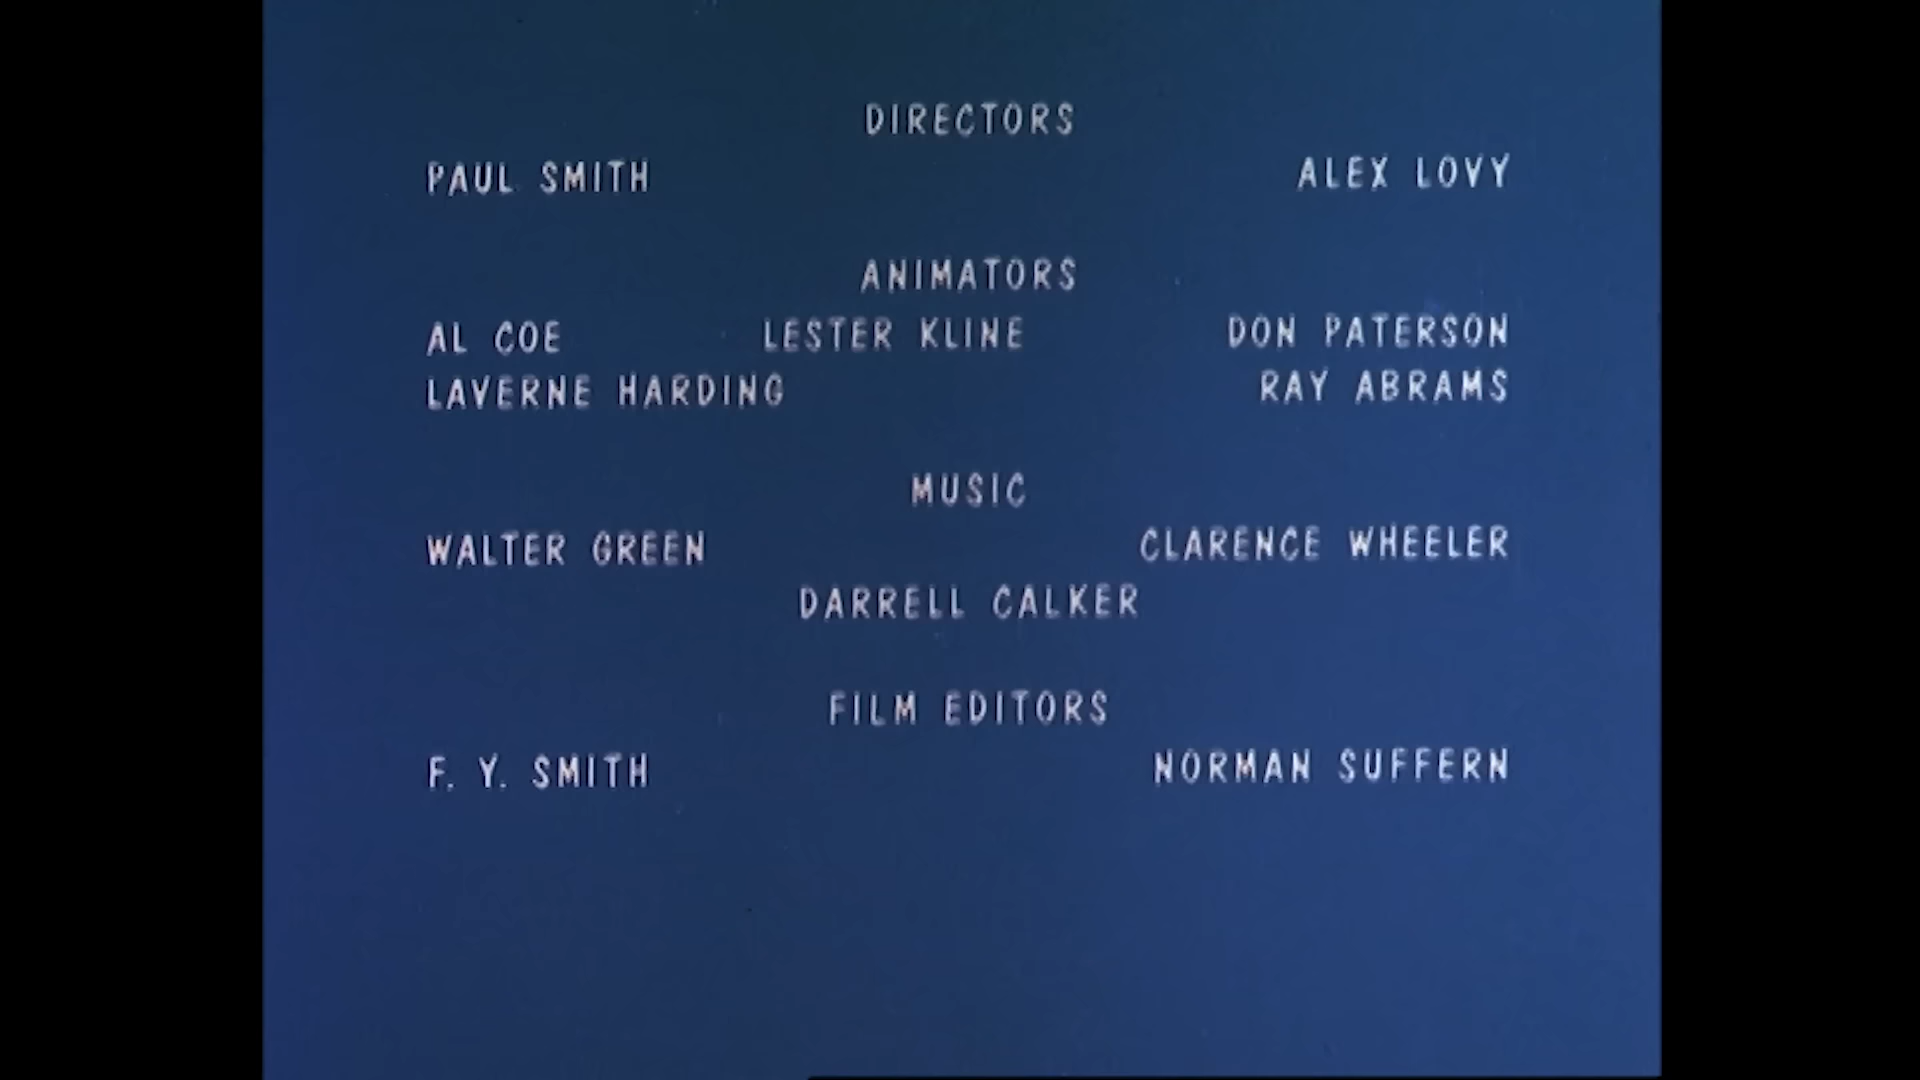 DIRECTORS
PAUL SMITH ALEX LOVY
ANIMATORS
AL COE LESTER KLINE DON PATERSON
LAVERNE HARDING RAY ABRAMS
MUSIC
WALTER GREEN CLARENCE WHEELER
DARRELL CALKER
FILM EDITORS
F. Y. SMITH NORMAN SUFFERN